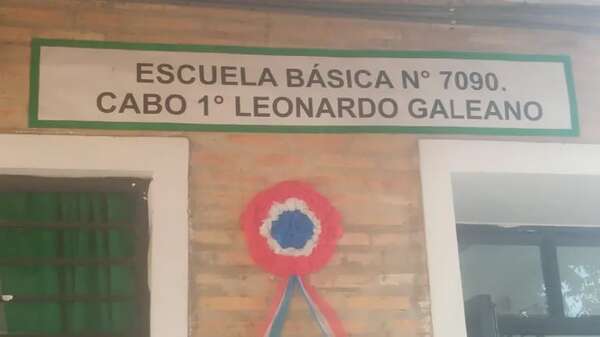 ESCUELA BÁSICA N° 7090.
CABO 1° LEONARDO GALEANO